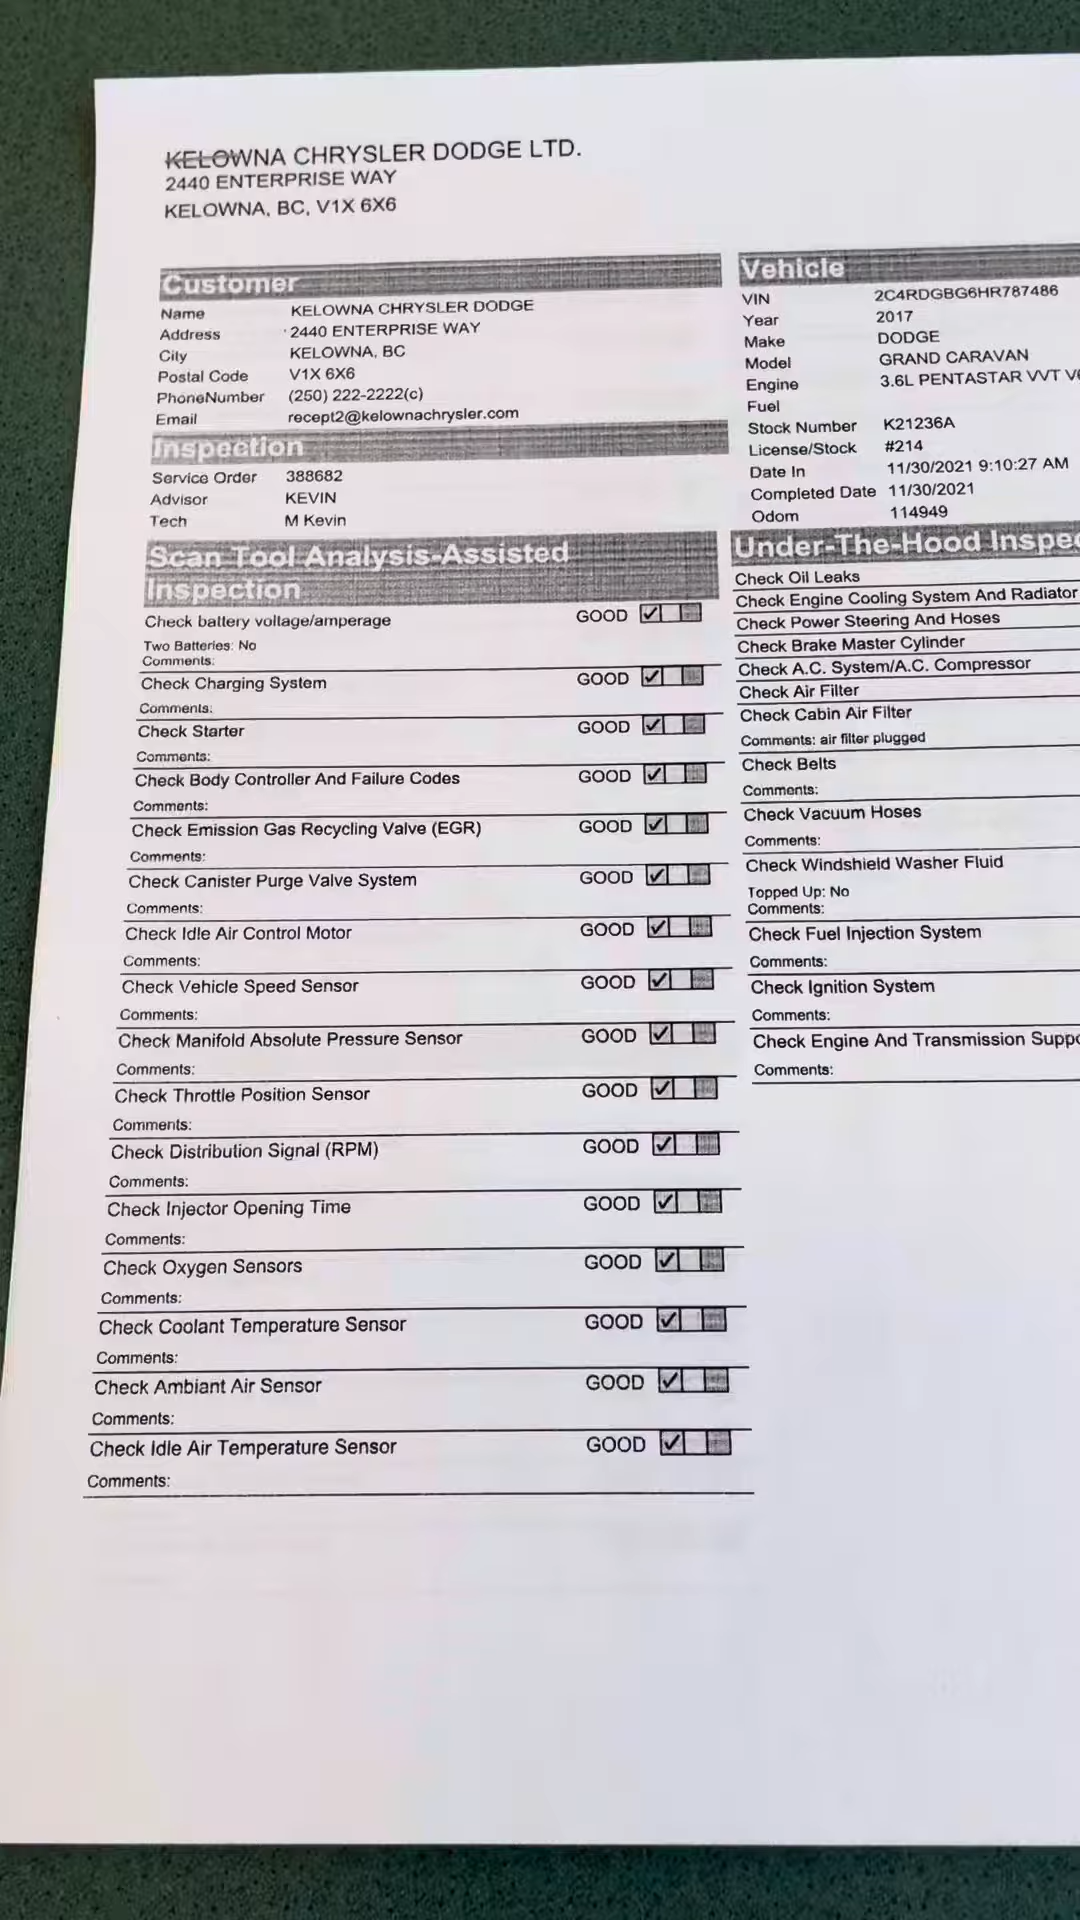 KELOWNA CHRYSLER DODGE LTD.
2440 ENTERPRISE WAY
KELOWNA, BC, V1X 6X6
Customer
Name KELOWNA CHRYSLER DODGE
Address 2440 ENTERPRISE WAY
City KELOWNA, BC
Postal Code V1X 6X6
PhoneNumber (250) 222-2222(c)
Email recept2@kelownachrysler.com
Inspection
Service Order 388682
Advisor KEVIN
Tech M Kevin
Scan Tool Analysis-Assisted
Inspection
Check battery voltage/amperage GOOD
Two Batteries: No
Comments:
Check Charging System GOOD
Comments:
Check Starter GOOD
Comments:
Check Body Controller And Failure Codes GOOD
Comments:
Check Emission Gas Recycling Valve (EGR) GOOD
Comments:
Check Canister Purge Valve System GOOD
Comments:
Check Idle Air Control Motor GOOD
Comments:
Check Vehicle Speed Sensor GOOD
Comments:
Check Manifold Absolute Pressure Sensor GOOD
Comments:
Check Throttle Position Sensor GOOD
Comments:
Check Distribution Signal (RPM) GOOD
Comments:
Check Injector Opening Time GOOD
Comments:
Check Oxygen Sensors GOOD
Comments:
Check Coolant Temperature Sensor GOOD
Comments:
Check Ambiant Air Sensor GOOD
Comments:
Check Idle Air Temperature Sensor GOOD
Comments:
Vehicle
VIN 2C4RDGBG6HR787486
Year 2017
Make DODGE
Model GRAND CARAVAN
Engine 3.6L PENTASTAR VVT V6
Fuel
Stock Number K21236A
License/Stock #214
Date In 11/30/2021 9:10:27 AM
Completed Date 11/30/2021
Odom 114949
Under-The-Hood Inspec
Check Oil Leaks
Check Engine Cooling System And Radiator
Check Power Steering And Hoses
Check Brake Master Cylinder
Check A.C. System/A.C. Compressor
Check Air Filter
Check Cabin Air Filter
Comments: air filter plugged
Check Belts
Comments:
Check Vacuum Hoses
Comments:
Check Windshield Washer Fluid
Topped Up: No
Comments:
Check Fuel Injection System
Comments:
Check Ignition System
Comments:
Check Engine And Transmission Suppo
Comments: